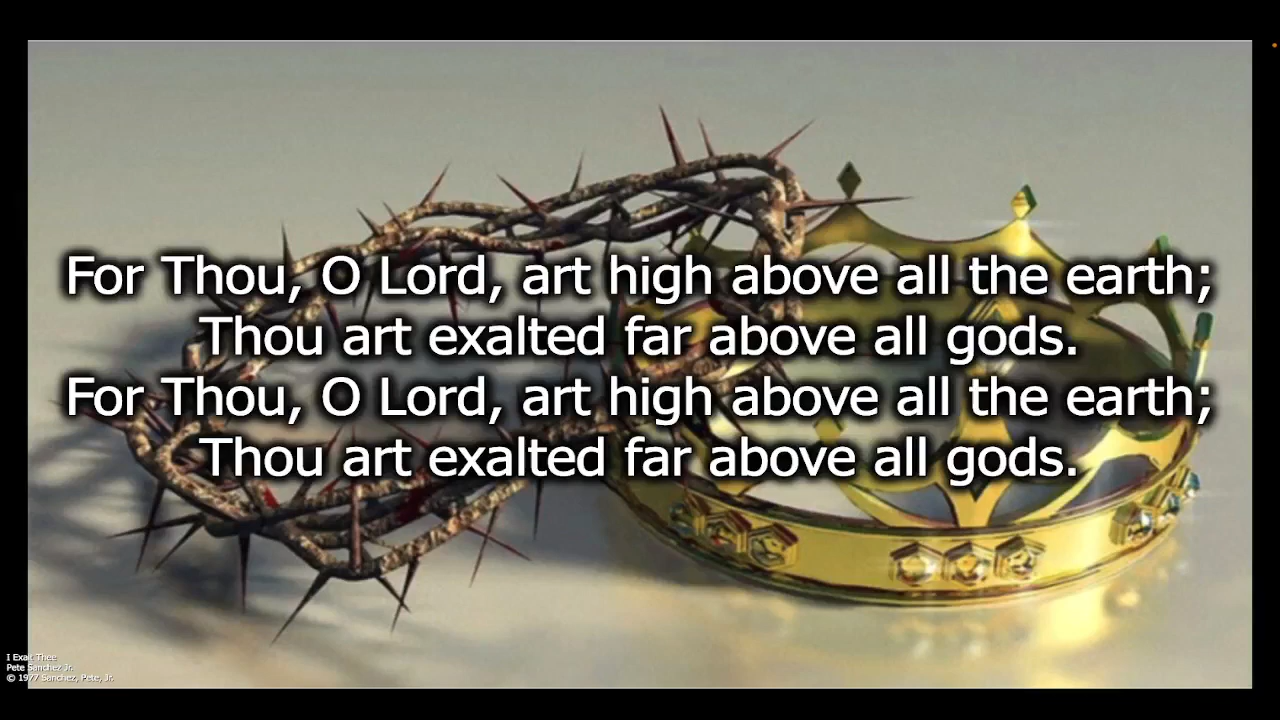 For Thou, O Lord, art high above all the earth;
Thou art exalted far above all gods.
For Thou, O Lord, art high above all the earth;
Thou art exalted far above all gods.
I Exalt Thee
Pete Sanchez Jr.
© 1977 Sanchez, Pete, Jr.